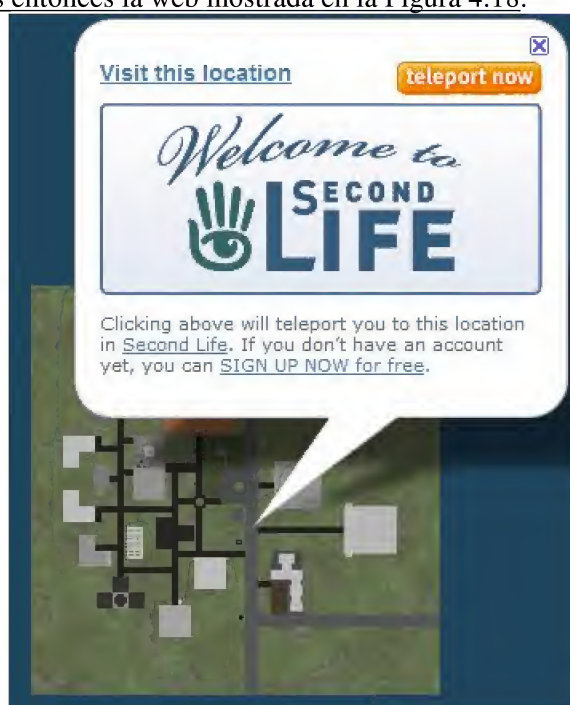 s entonces la web mostrada en la Figura 4.18.
Visit this location
teleport now
Welcome to
SECOND
LIFE
Clicking above will teleport you to this location
in Second Life. If you don't have an account
yet, you can SIGN UP NOW for free.